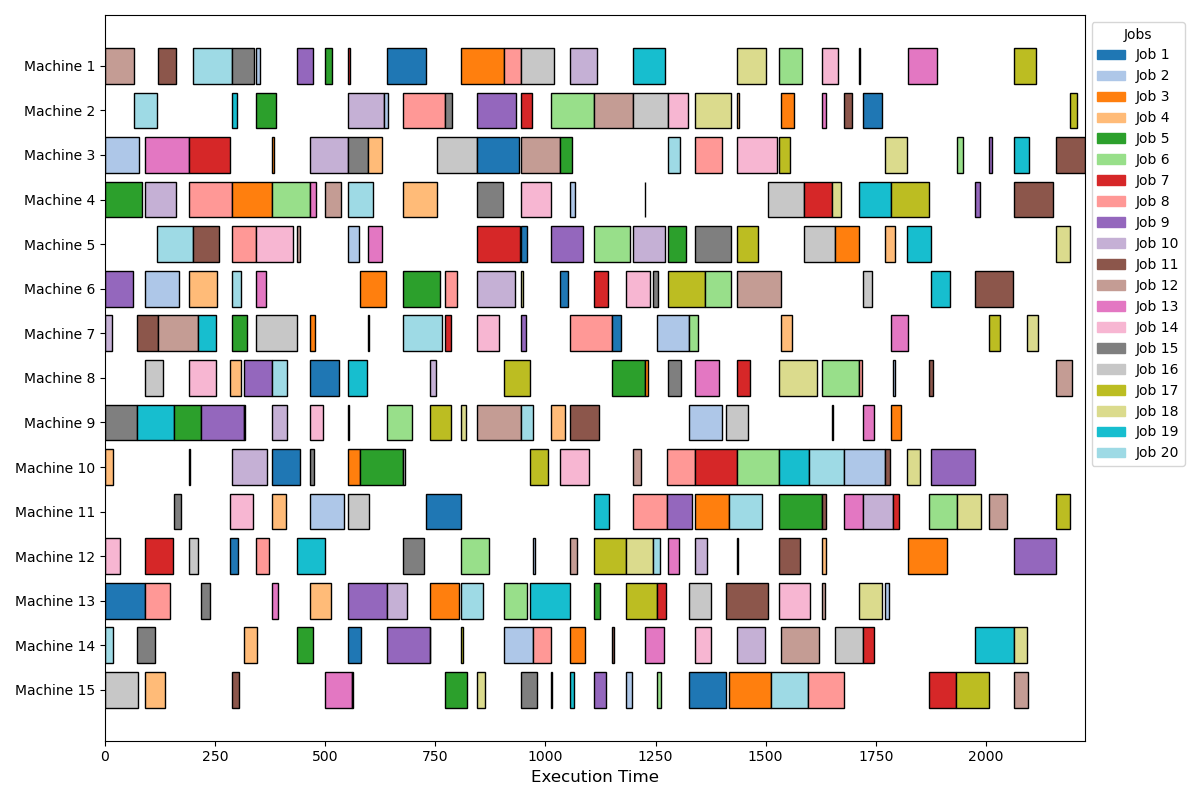 Machine 1
Machine 2
Machine 3
Machine 4
Machine 5
Machine 6
Machine 7
Machine 8
Machine 9
Machine 10
Machine 11
Machine 12
Machine 13
Machine 14
Machine 15
0 250 500 750 1000 1250 1500 1750 2000
Execution Time
Jobs
Job 1
Job 2
Job 3
Job 4
Job 5
Job 6
Job 7
Job 8
Job 9
Job 10
Job 11
Job 12
Job 13
Job 14
Job 15
Job 16
Job 17
Job 18
Job 19
Job 20